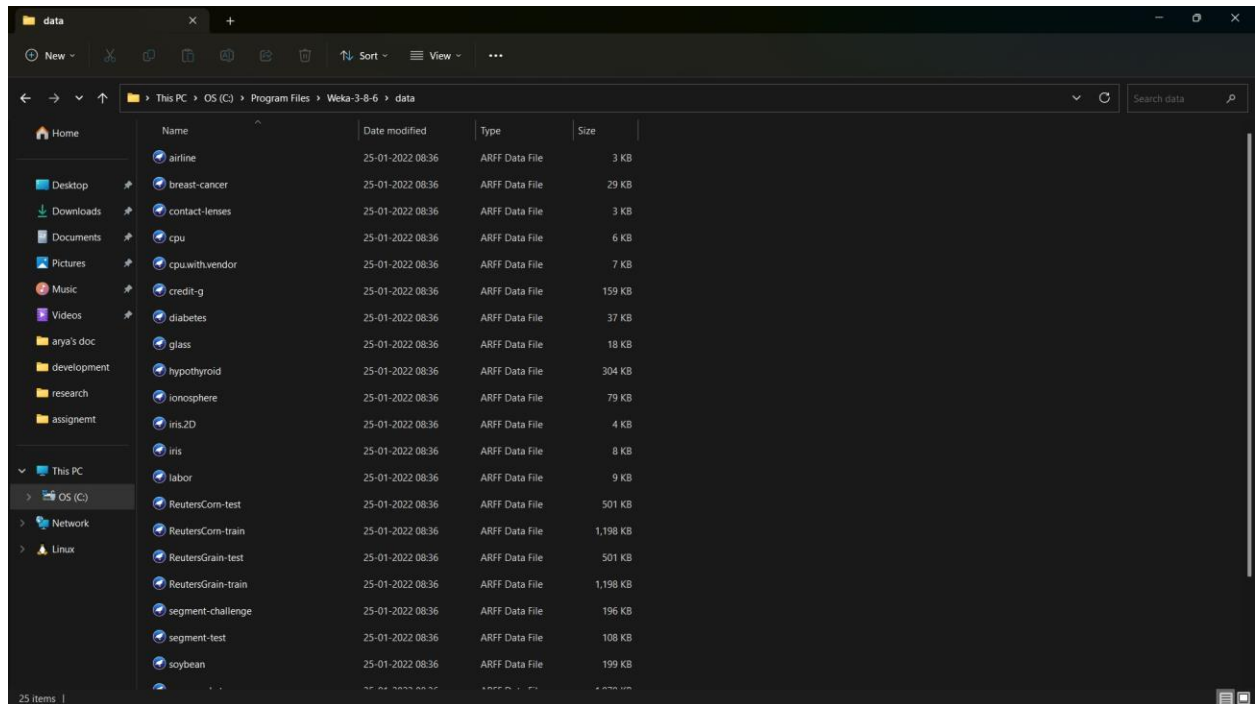 data
New Sort View
This PC > OS (C:) > Program Files > Weka-3-8-6 > data Search data
Home
Desktop
Downloads
Documents
Pictures
Music
Videos
arya's doc
development
research
assignemt
This PC
OS (C:)
Network
Linux
Name Date modified Type Size
airline 25-01-2022 08:36 ARFF Data File 3 KB
breast-cancer 25-01-2022 08:36 ARFF Data File 29 KB
contact-lenses 25-01-2022 08:36 ARFF Data File 3 KB
cpu 25-01-2022 08:36 ARFF Data File 6 KB
cpu.with.vendor 25-01-2022 08:36 ARFF Data File 7 KB
credit-g 25-01-2022 08:36 ARFF Data File 159 KB
diabetes 25-01-2022 08:36 ARFF Data File 37 KB
glass 25-01-2022 08:36 ARFF Data File 18 KB
hypothyroid 25-01-2022 08:36 ARFF Data File 304 KB
ionosphere 25-01-2022 08:36 ARFF Data File 79 KB
iris.2D 25-01-2022 08:36 ARFF Data File 4 KB
iris 25-01-2022 08:36 ARFF Data File 8 KB
labor 25-01-2022 08:36 ARFF Data File 9 KB
ReutersCorn-test 25-01-2022 08:36 ARFF Data File 501 KB
ReutersCorn-train 25-01-2022 08:36 ARFF Data File 1,198 KB
ReutersGrain-test 25-01-2022 08:36 ARFF Data File 501 KB
ReutersGrain-train 25-01-2022 08:36 ARFF Data File 1,198 KB
segment-challenge 25-01-2022 08:36 ARFF Data File 196 KB
segment-test 25-01-2022 08:36 ARFF Data File 108 KB
soybean 25-01-2022 08:36 ARFF Data File 199 KB
25 items